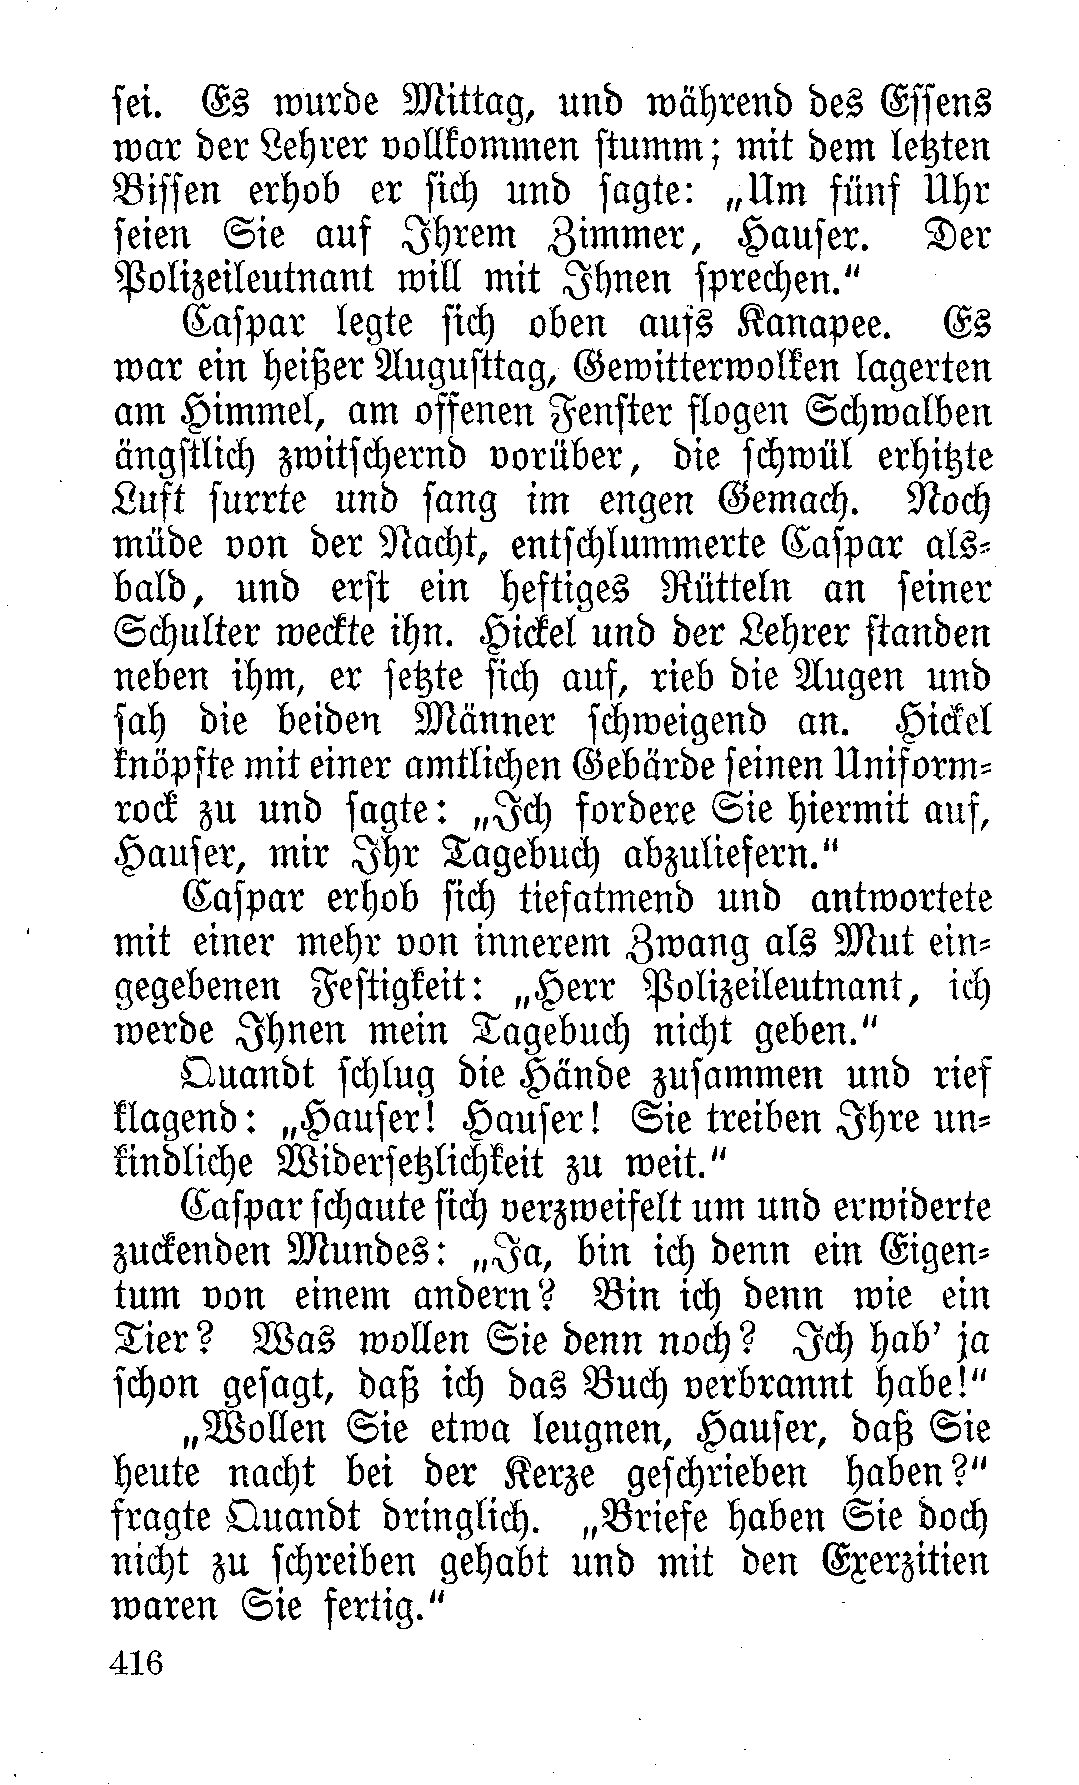 sei. Es wurde Mittag, und während des Essens
war der Lehrer vollkommen stumm; mit dem letzten
Bissen erhob er sich und sagte: „Um fünf Uhr
seien Sie auf Ihrem Zimmer, Hauser. Der
Polizeileutnant will mit Ihnen sprechen.“
Caspar legte sich oben aufs Kanapee. Es
war ein heißer Augusttag, Gewitterwolken lagerten
am Himmel, am offenen Fenster flogen Schwalben
ängstlich zwitschernd vorüber, die schwül erhitzte
Luft surrte und sang im engen Gemach. Noch
müde von der Nacht, entschlummerte Caspar als-
bald, und erst ein heftiges Rütteln an seiner
Schulter weckte ihn. Hickel und der Lehrer standen
neben ihm, er setzte sich auf, rieb die Augen und
sah die beiden Männer schweigend an. Hickel
knöpfte mit einer amtlichen Gebärde seinen Uniform-
rock zu und sagte: „Ich fordere Sie hiermit auf,
Hauser, mir Ihr Tagebuch abzuliefern.“
Caspar erhob sich tiefatmend und antwortete
mit einer mehr von innerem Zwang als Mut ein-
gegebenen Festigkeit: „Herr Polizeileutnant, ich
werde Ihnen mein Tagebuch nicht geben.“
Quandt schlug die Hände zusammen und rief
klagend: „Hauser! Hauser! Sie treiben Ihre un-
kindliche Widersetzlichkeit zu weit.“
Caspar schaute sich verzweifelt um und erwiderte
zuckenden Mundes: „Ja, bin ich denn ein Eigen-
tum von einem andern? Bin ich denn wie ein
Tier? Was wollen Sie denn noch? Ich hab’ ja
schon gesagt, daß ich das Buch verbrannt habe!“
„Wollen Sie etwa leugnen, Hauser, daß Sie
heute nacht bei der Kerze geschrieben haben?“
fragte Quandt dringlich. „Briefe haben Sie doch
nicht zu schreiben gehabt und mit den Exerzitien
waren Sie fertig.“
416